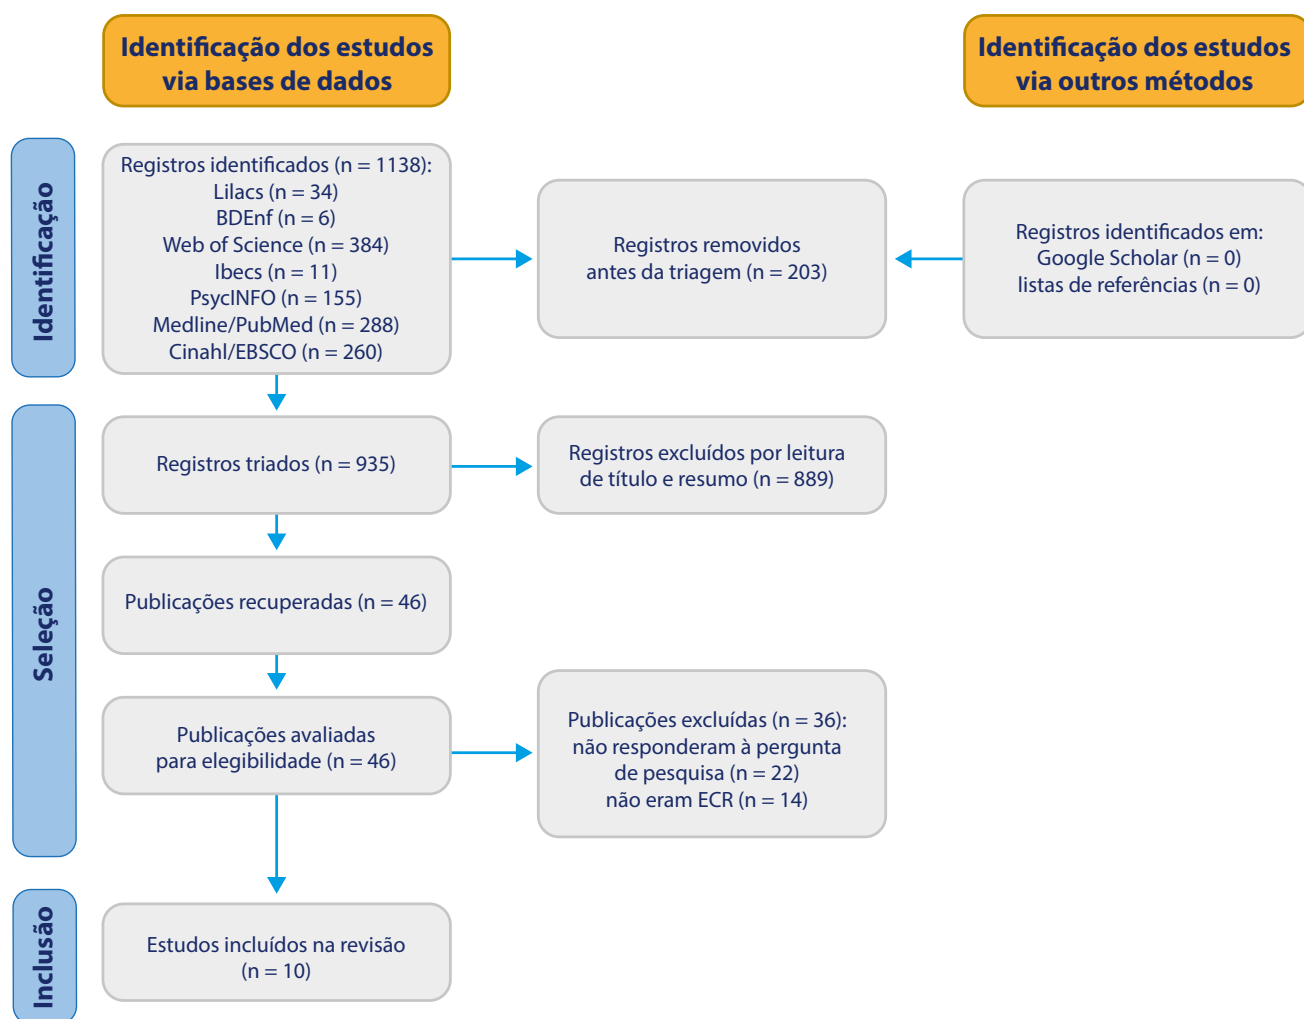 Identificação dos estudos
via bases de dados
Identificação dos estudos
via outros métodos
Identificação
Registros identificados (n = 1138):
Lilacs (n = 34)
BDEnf (n = 6)
Web of Science (n = 384)
Ibecs (n = 11)
PsycINFO (n = 155)
Medline/PubMed (n = 288)
Cinahl/EBSCO (n = 260)
Registros removidos
antes da triagem (n = 203)
Registros identificados em:
Google Scholar (n = 0)
listas de referências (n = 0)
Seleção
Registros triados (n = 935)
Registros excluídos por leitura
de título e resumo (n = 889)
Publicações recuperadas (n = 46)
Publicações avaliadas
para elegibilidade (n = 46)
Publicações excluídas (n = 36):
não responderam à pergunta
de pesquisa (n = 22)
não eram ECR (n = 14)
Inclusão
Estudos incluídos na revisão
(n = 10)